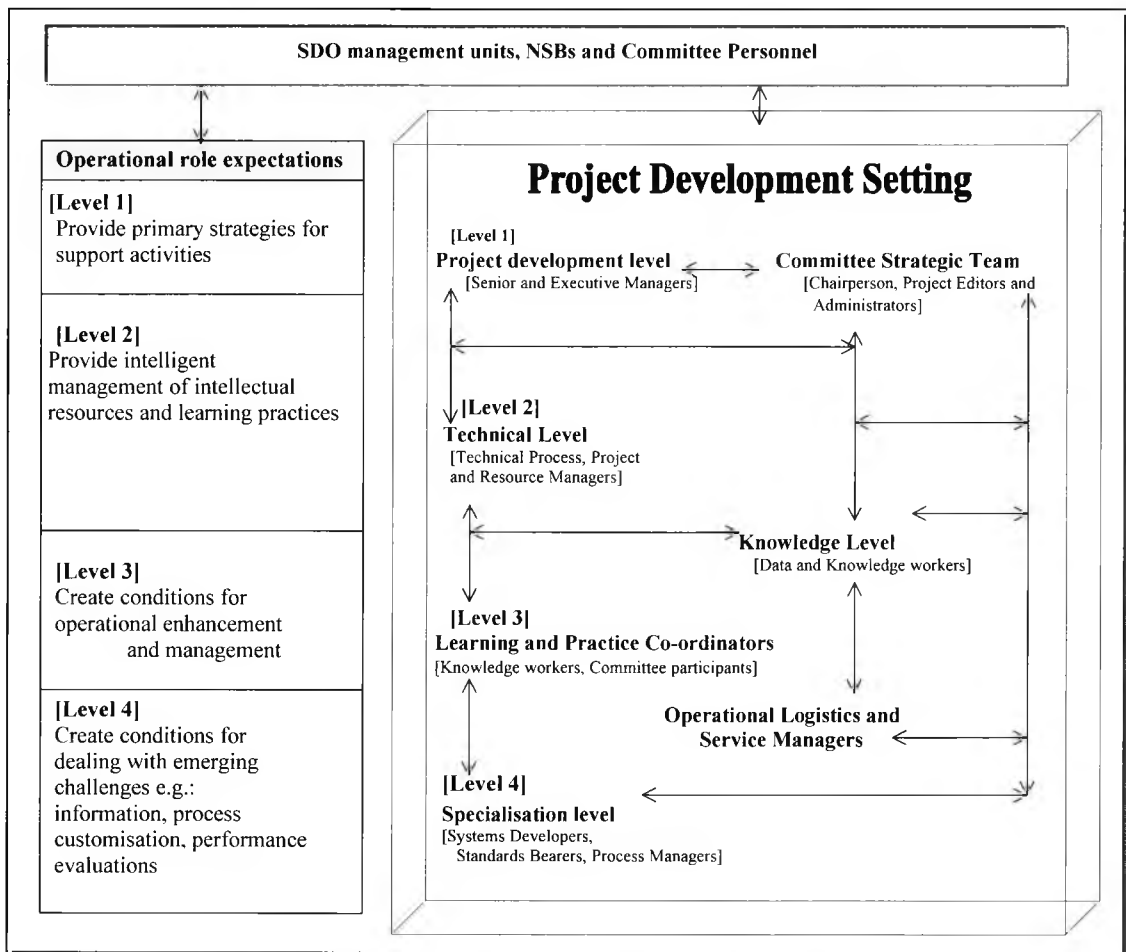 SDO management units, NSBs and Committee Personnel
Operational role expectations
[Level 1]
Provide primary strategies for
support activities
[Level 2]
Provide intelligent
management of intellectual
resources and learning practices
[Level 3]
Create conditions for
operational enhancement
and management
[Level 4]
Create conditions for
dealing with emerging
challenges e.g.:
information, process
customisation, performance
evaluations
Project Development Setting
[Level 1]
Project development level
[Senior and Executive Managers]
Committee Strategic Team
[Chairperson, Project Editors and
Administrators]
[Level 2]
Technical Level
[Technical Process, Project
and Resource Managers]
Knowledge Level
[Data and Knowledge workers]
[Level 3]
Learning and Practice Co-ordinators
[Knowledge workers, Committee participants]
Operational Logistics and
Service Managers
[Level 4]
Specialisation level
[Systems Developers,
Standards Bearers, Process Managers]